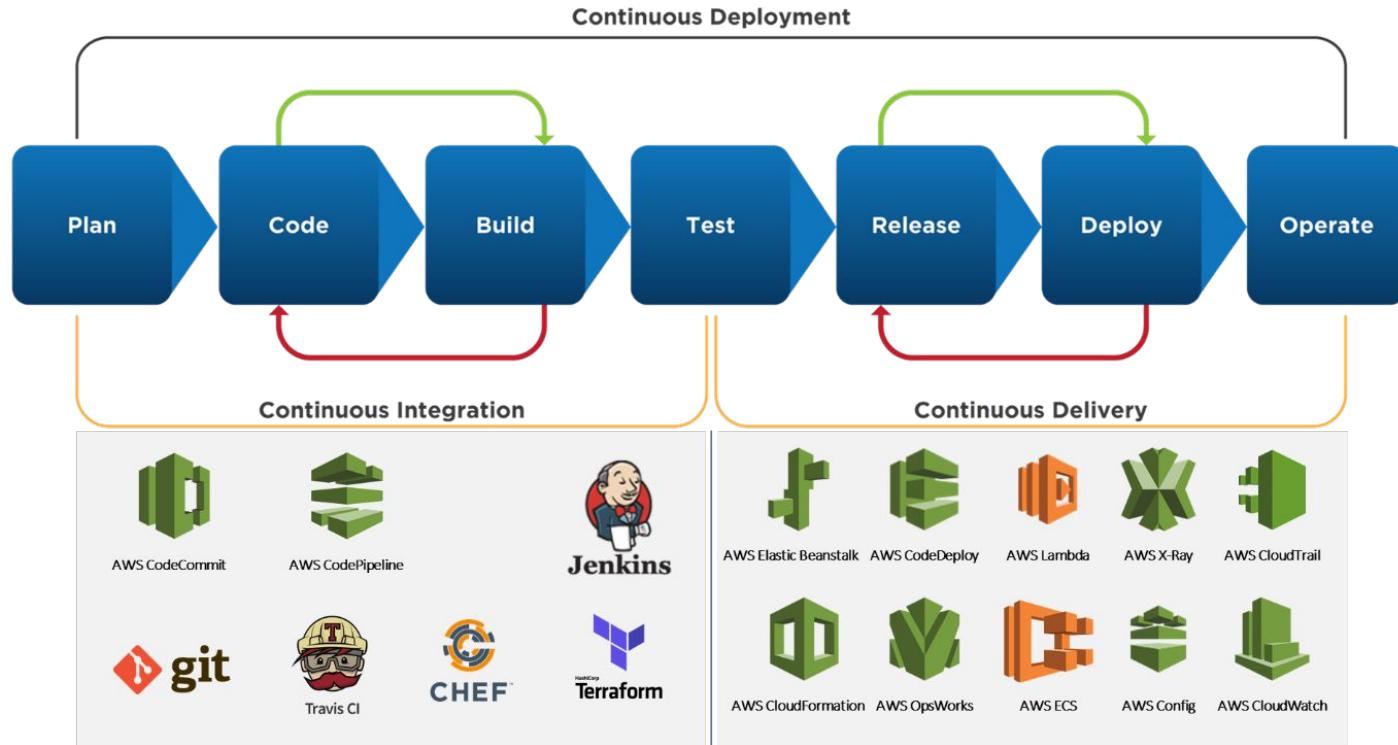 Continuous Deployment
Plan
Code
Build
Test
Release
Deploy
Operate
Continuous Integration
Continuous Delivery
AWS CodeCommit
AWS CodePipeline
Jenkins
AWS Elastic Beanstalk
AWS CodeDeploy
AWS Lambda
AWS X-Ray
AWS CloudTrail
git
T
Travis CI
CHEF™
HashiCorp
Terraform
AWS CloudFormation
AWS OpsWorks
AWS ECS
AWS Config
AWS CloudWatch